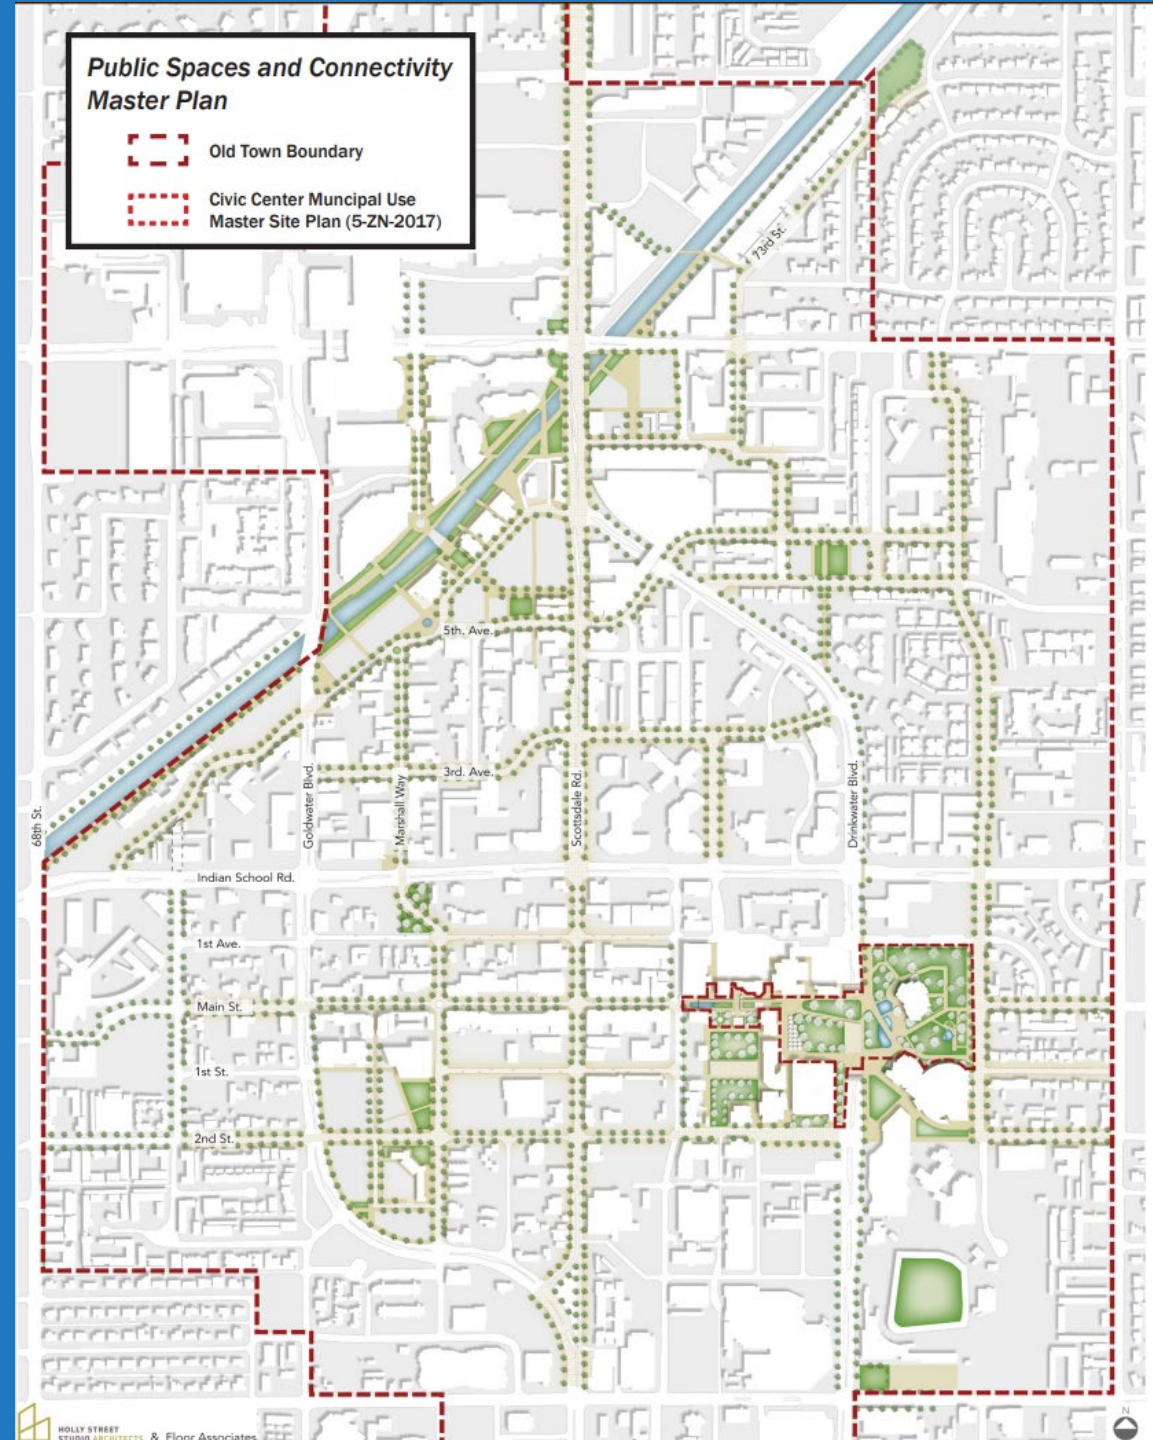 Public Spaces and Connectivity
Master Plan
Old Town Boundary
Civic Center Muncipal Use
Master Site Plan (5-ZN-2017)
73rd St.
5th. Ave.
3rd. Ave.
68th St.
Goldwater Blvd.
Marshall Way
Scottsdale Rd.
Drinkwater Blvd.
Indian School Rd.
1st Ave.
Main St.
1st St.
2nd St.
N
HOLLY STREET
STUDIO ARCHITECTS & Floor Associates